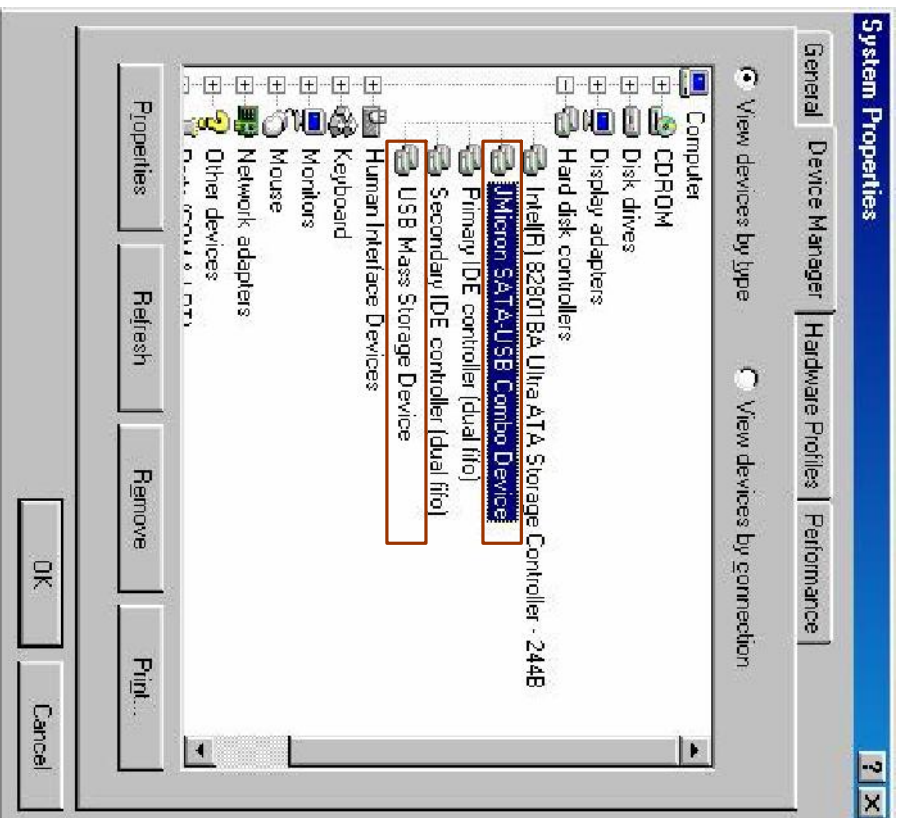 System Properties
General Device Manager Hardware Profiles Performance
View devices by type View devices by connection
Computer
CDROM
Disk drives
Display adapters
Hard disk controllers
Intel(R) 82801BA Ultra ATA Storage Controller - 244B
JMicron SATA-USB Combo Device
Primary IDE controller (dual fifo)
Secondary IDE controller (dual fifo)
USB Mass Storage Device
Human Interface Devices
Keyboard
Monitors
Mouse
Network adapters
Other devices
Properties Refresh Remove Print...
OK Cancel